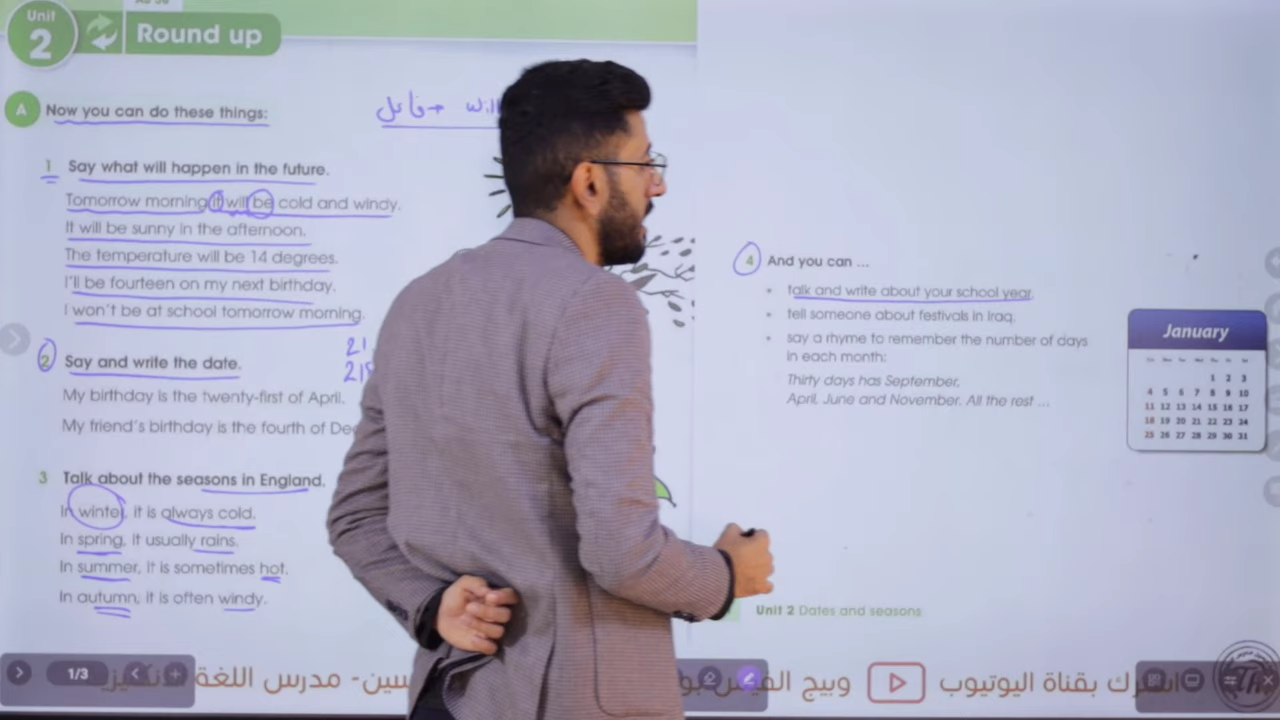 Unit
2
Round up
A Now you can do these things:
فاعل → will
1 Say what will happen in the future.
Tomorrow morning it will be cold and windy.
It will be sunny in the afternoon.
The temperature will be 14 degrees.
I'll be fourteen on my next birthday.
I won't be at school tomorrow morning.
2 Say and write the date.
21
My birthday is the twenty-first of April.
My friend's birthday is the fourth of
3 Talk about the seasons in England.
In winter, it is always cold.
In spring, it usually rains.
In summer, it is sometimes hot.
In autumn, it is often windy.
4 And you can ...
• talk and write about your school year.
• tell someone about festivals in Iraq.
• say a rhyme to remember the number of days
in each month:
Thirty days has September,
April, June and November. All the rest ...
January
1 2 3
4 5 6 7 8 9 10
11 12 13 14 15 16 17
18 19 20 21 22 23 24
25 26 27 28 29 30 31
Unit 2 Dates and seasons
1/3
بقناة اليوتيوب وبيج مدرس اللغة